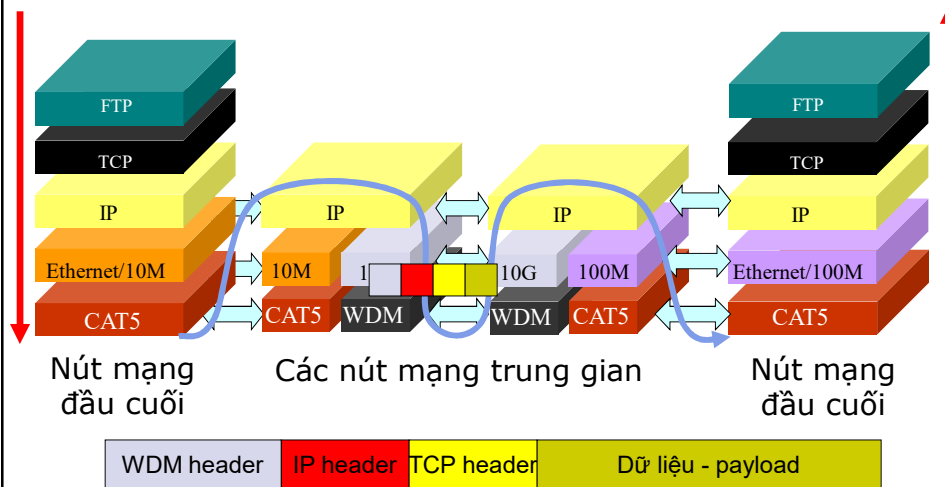 FTP
TCP
IP
Ethernet/10M
CAT5
Nút mạng
đầu cuối
IP
10M
1
CAT5
WDM
IP
10G
100M
WDM
CAT5
Các nút mạng trung gian
FTP
TCP
IP
Ethernet/100M
CAT5
Nút mạng
đầu cuối
WDM header
IP header
TCP header
Dữ liệu - payload